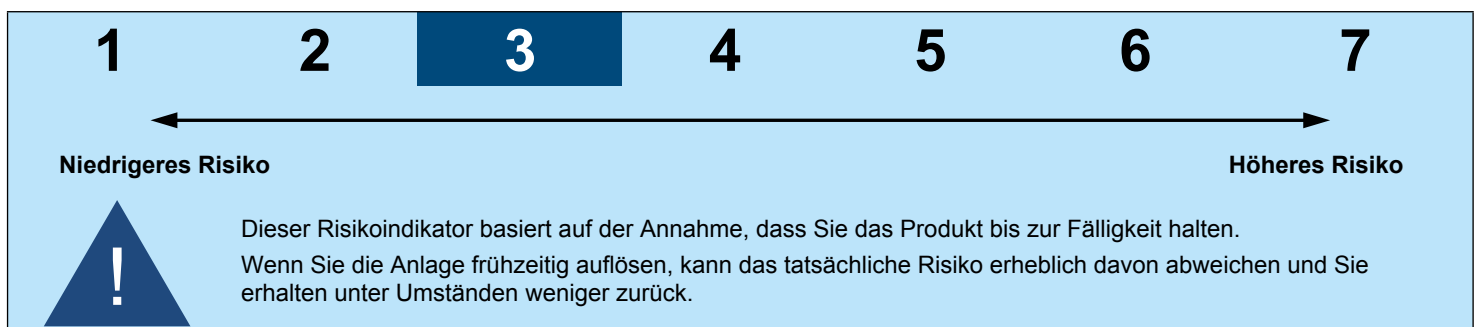 1 2 3 4 5 6 7
Niedrigeres Risiko Höheres Risiko
!
Dieser Risikoindikator basiert auf der Annahme, dass Sie das Produkt bis zur Fälligkeit halten.
Wenn Sie die Anlage frühzeitig auflösen, kann das tatsächliche Risiko erheblich davon abweichen und Sie
erhalten unter Umständen weniger zurück.